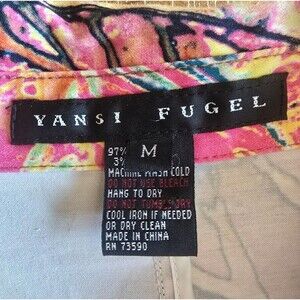 YANSI FUGEL
97%
M
3%
MACHINE WASH COLD
DO NOT USE BLEACH
HANG TO DRY
DO NOT TUMBLE DRY
COOL IRON IF NEEDED
OR DRY CLEAN
MADE IN CHINA
RN 73590